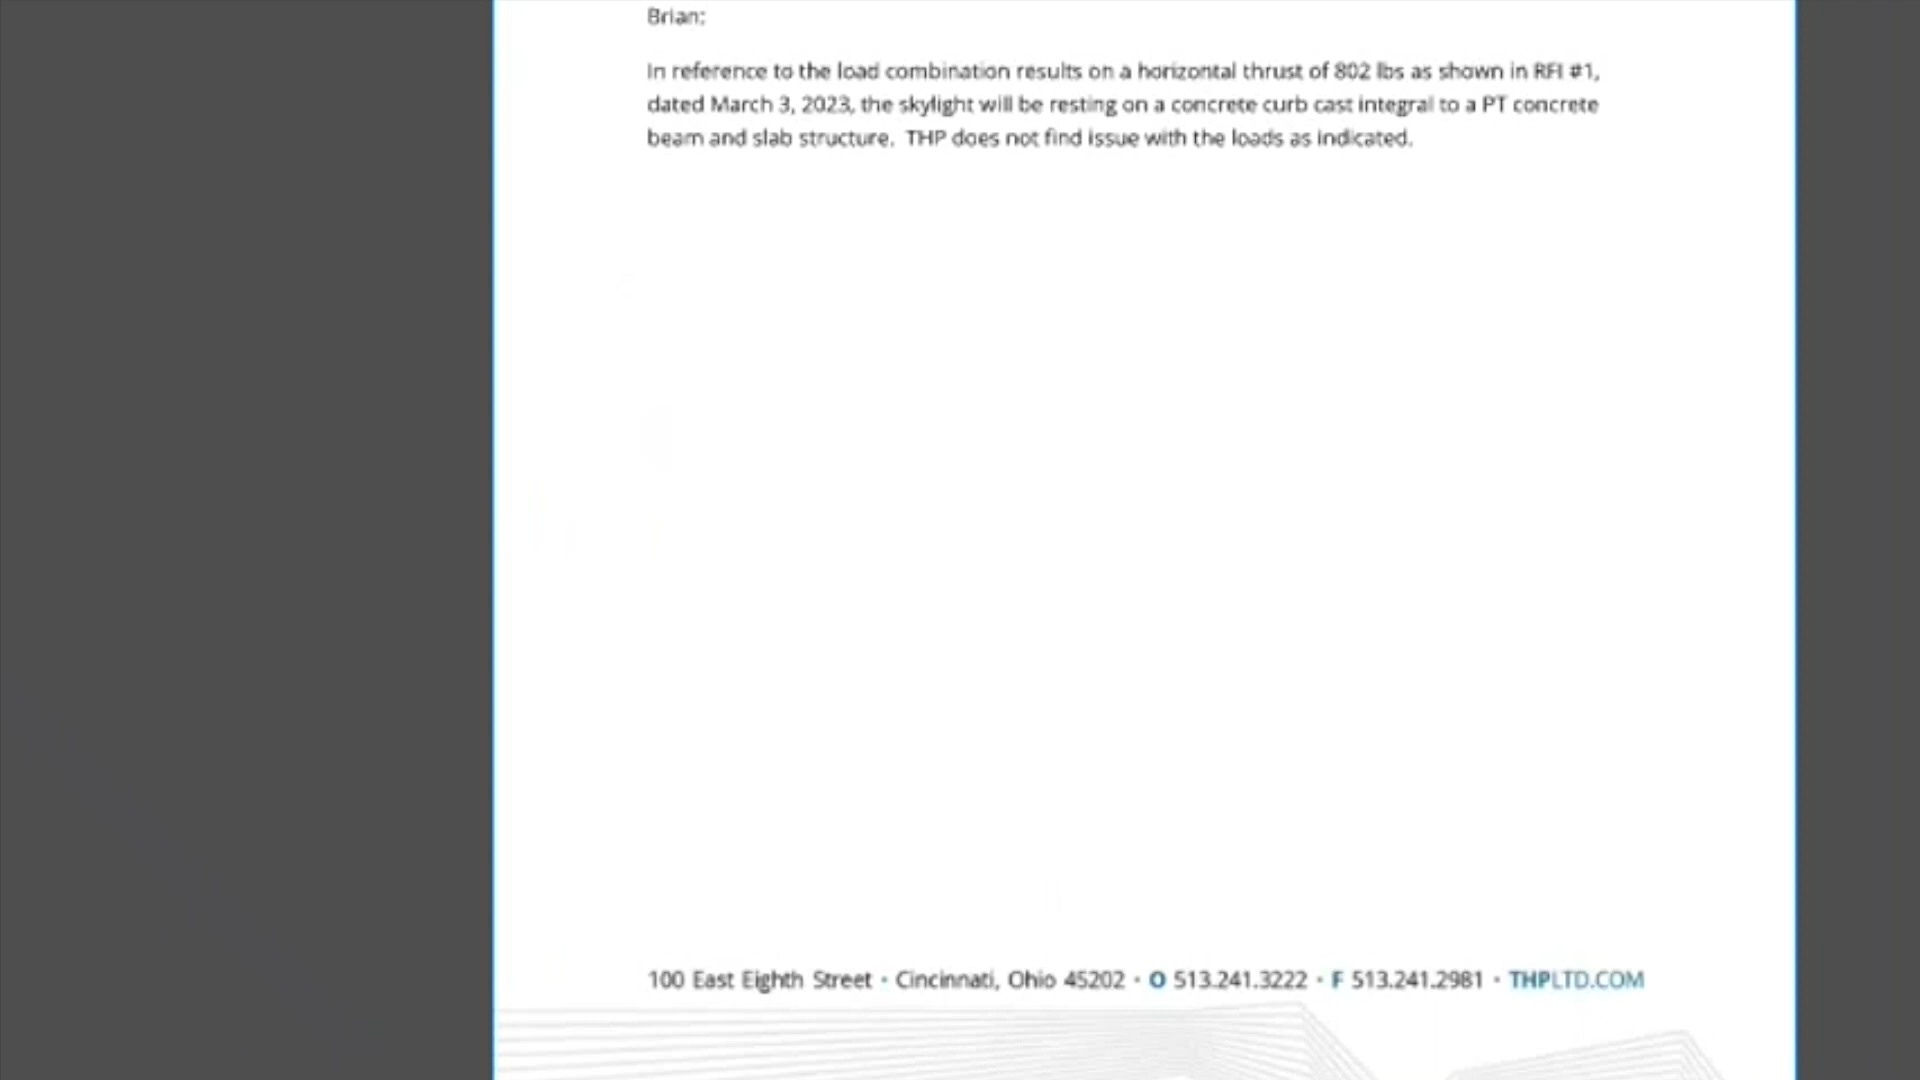 Brian:
In reference to the load combination results on a horizontal thrust of 802 lbs as shown in RFI #1,
dated March 3, 2023, the skylight will be resting on a concrete curb cast integral to a PT concrete
beam and slab structure. THP does not find issue with the loads as indicated.
100 East Eighth Street • Cincinnati, Ohio 45202 • O 513.241.3222 • F 513.241.2981 • THPLTD.COM